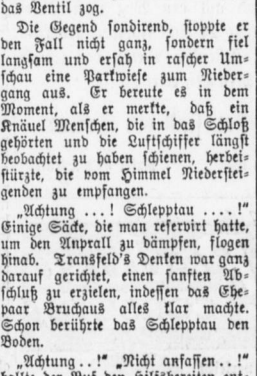 das Ventil zog.
Die Gegend sondirend, stoppte er
den Fall nicht ganz, sondern fiel
langsam und ersah in rascher Um-
schau eine Parkwiese zum Nieder-
gang aus. Er bereute es in dem
Moment, als er merkte, daß ein
Knäuel Menschen, die in das Schloß
gehörten und die Luftschiffer längst
beobachtet zu haben schienen, herbei-
stürzte, die vom Himmel Niederstei-
genden zu empfangen.
„Achtung ...! Schlepptau ....!"
Einige Säcke, die man reservirt hatte,
um den Anprall zu dämpfen, flogen
hinab. Transfeld's Denken war ganz
darauf gerichtet, einen sanften Ab-
schluß zu erzielen, indessen das Ehe-
paar Bruchaus alles klar machte.
Schon berührte das Schlepptau den
Boden.
„Achtung ..!" „Nicht anfassen ..!"